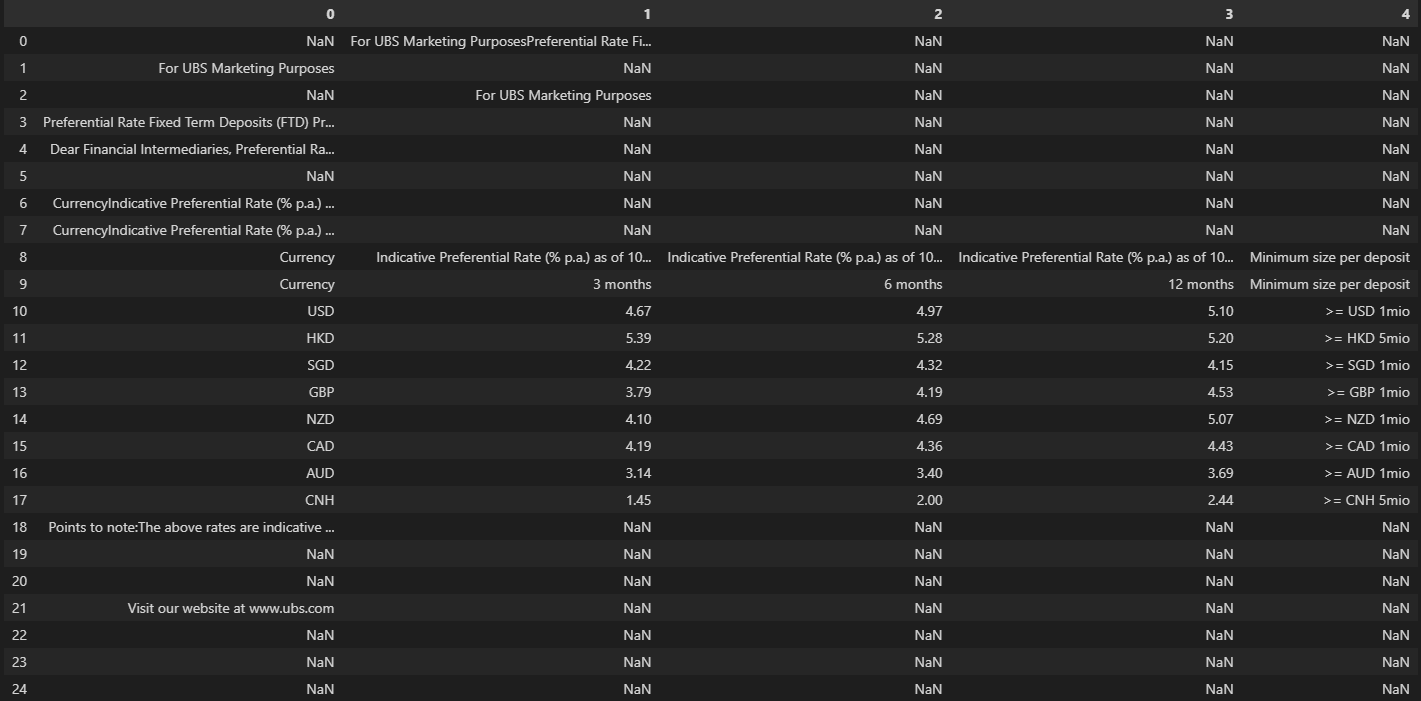 0 1 2 3 4
0 NaN For UBS Marketing PurposesPreferential Rate Fi... NaN NaN NaN
1 For UBS Marketing Purposes NaN NaN NaN NaN
2 NaN For UBS Marketing Purposes NaN NaN NaN
3 Preferential Rate Fixed Term Deposits (FTD) Pr... NaN NaN NaN NaN
4 Dear Financial Intermediaries, Preferential Ra... NaN NaN NaN NaN
5 NaN NaN NaN NaN NaN
6 CurrencyIndicative Preferential Rate (% p.a.) ... NaN NaN NaN NaN
7 CurrencyIndicative Preferential Rate (% p.a.) ... NaN NaN NaN NaN
8 Currency Indicative Preferential Rate (% p.a.) as of 10... Indicative Preferential Rate (% p.a.) as of 10... Indicative Preferential Rate (% p.a.) as of 10... Minimum size per deposit
9 Currency 3 months 6 months 12 months Minimum size per deposit
10 USD 4.67 4.97 5.10 >= USD 1mio
11 HKD 5.39 5.28 5.20 >= HKD 5mio
12 SGD 4.22 4.32 4.15 >= SGD 1mio
13 GBP 3.79 4.19 4.53 >= GBP 1mio
14 NZD 4.10 4.69 5.07 >= NZD 1mio
15 CAD 4.19 4.36 4.43 >= CAD 1mio
16 AUD 3.14 3.40 3.69 >= AUD 1mio
17 CNH 1.45 2.00 2.44 >= CNH 5mio
18 Points to note:The above rates are indicative ... NaN NaN NaN NaN
19 NaN NaN NaN NaN NaN
20 NaN NaN NaN NaN NaN
21 Visit our website at www.ubs.com NaN NaN NaN NaN
22 NaN NaN NaN NaN NaN
23 NaN NaN NaN NaN NaN
24 NaN NaN NaN NaN NaN